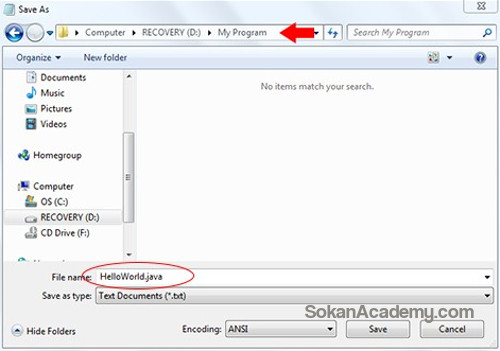 Save As
Computer ▸ RECOVERY (D:) ▸ My Program
Search My Program
Organize
New folder
Documents
Music
Pictures
Videos
Homegroup
Computer
OS (C:)
RECOVERY (D:)
CD Drive (F:)
No items match your search.
File name: HelloWorld.java
Save as type: Text Documents (*.txt)
SokanAcademy.com
Hide Folders
Encoding: ANSI
Save
Cancel